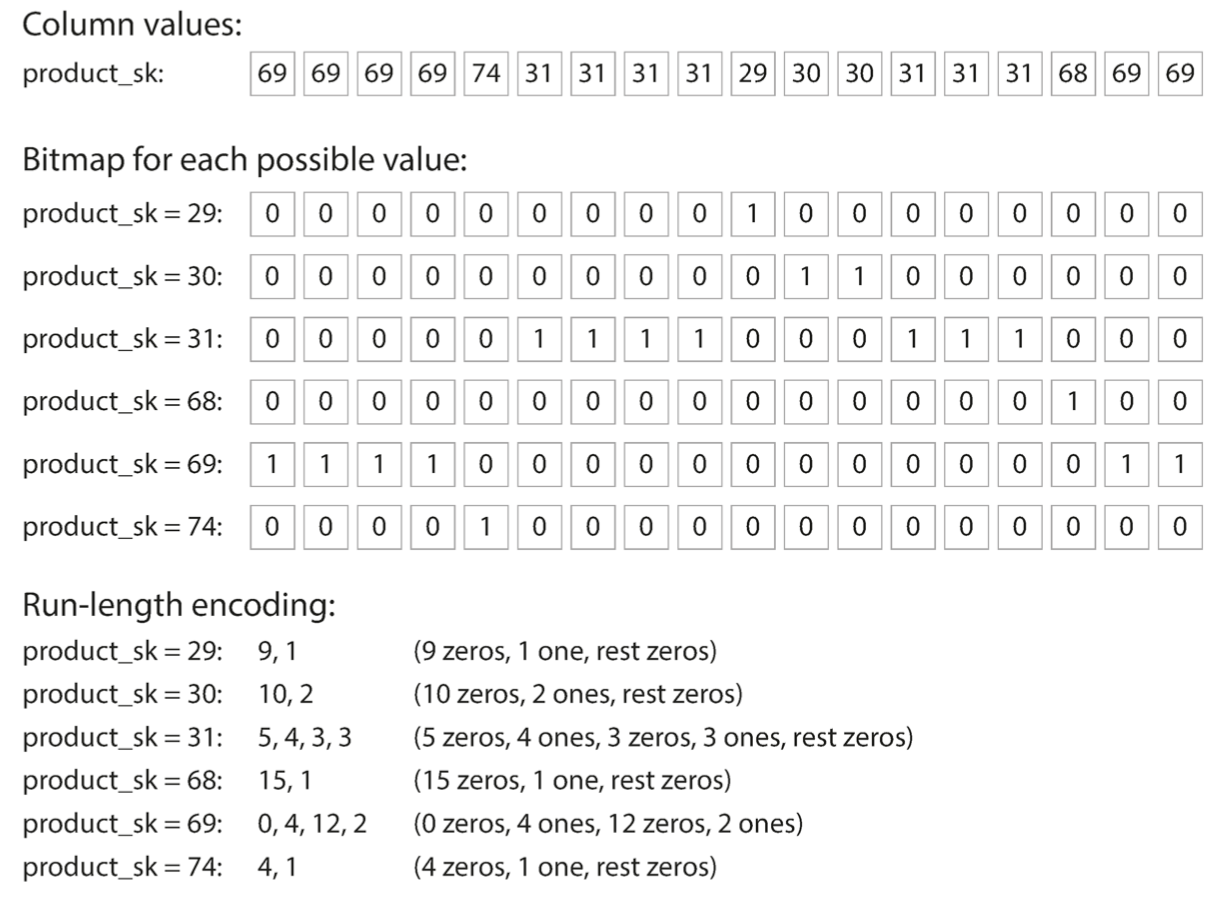 Column values:
product_sk: 69 69 69 69 74 31 31 31 31 29 30 30 31 31 31 68 69 69
Bitmap for each possible value:
product_sk = 29: 0 0 0 0 0 0 0 0 0 1 0 0 0 0 0 0 0 0
product_sk = 30: 0 0 0 0 0 0 0 0 0 0 1 1 0 0 0 0 0 0
product_sk = 31: 0 0 0 0 0 1 1 1 1 0 0 0 1 1 1 0 0 0
product_sk = 68: 0 0 0 0 0 0 0 0 0 0 0 0 0 0 0 1 0 0
product_sk = 69: 1 1 1 1 0 0 0 0 0 0 0 0 0 0 0 0 1 1
product_sk = 74: 0 0 0 0 1 0 0 0 0 0 0 0 0 0 0 0 0 0
Run-length encoding:
product_sk = 29: 9, 1 (9 zeros, 1 one, rest zeros)
product_sk = 30: 10, 2 (10 zeros, 2 ones, rest zeros)
product_sk = 31: 5, 4, 3, 3 (5 zeros, 4 ones, 3 zeros, 3 ones, rest zeros)
product_sk = 68: 15, 1 (15 zeros, 1 one, rest zeros)
product_sk = 69: 0, 4, 12, 2 (0 zeros, 4 ones, 12 zeros, 2 ones)
product_sk = 74: 4, 1 (4 zeros, 1 one, rest zeros)